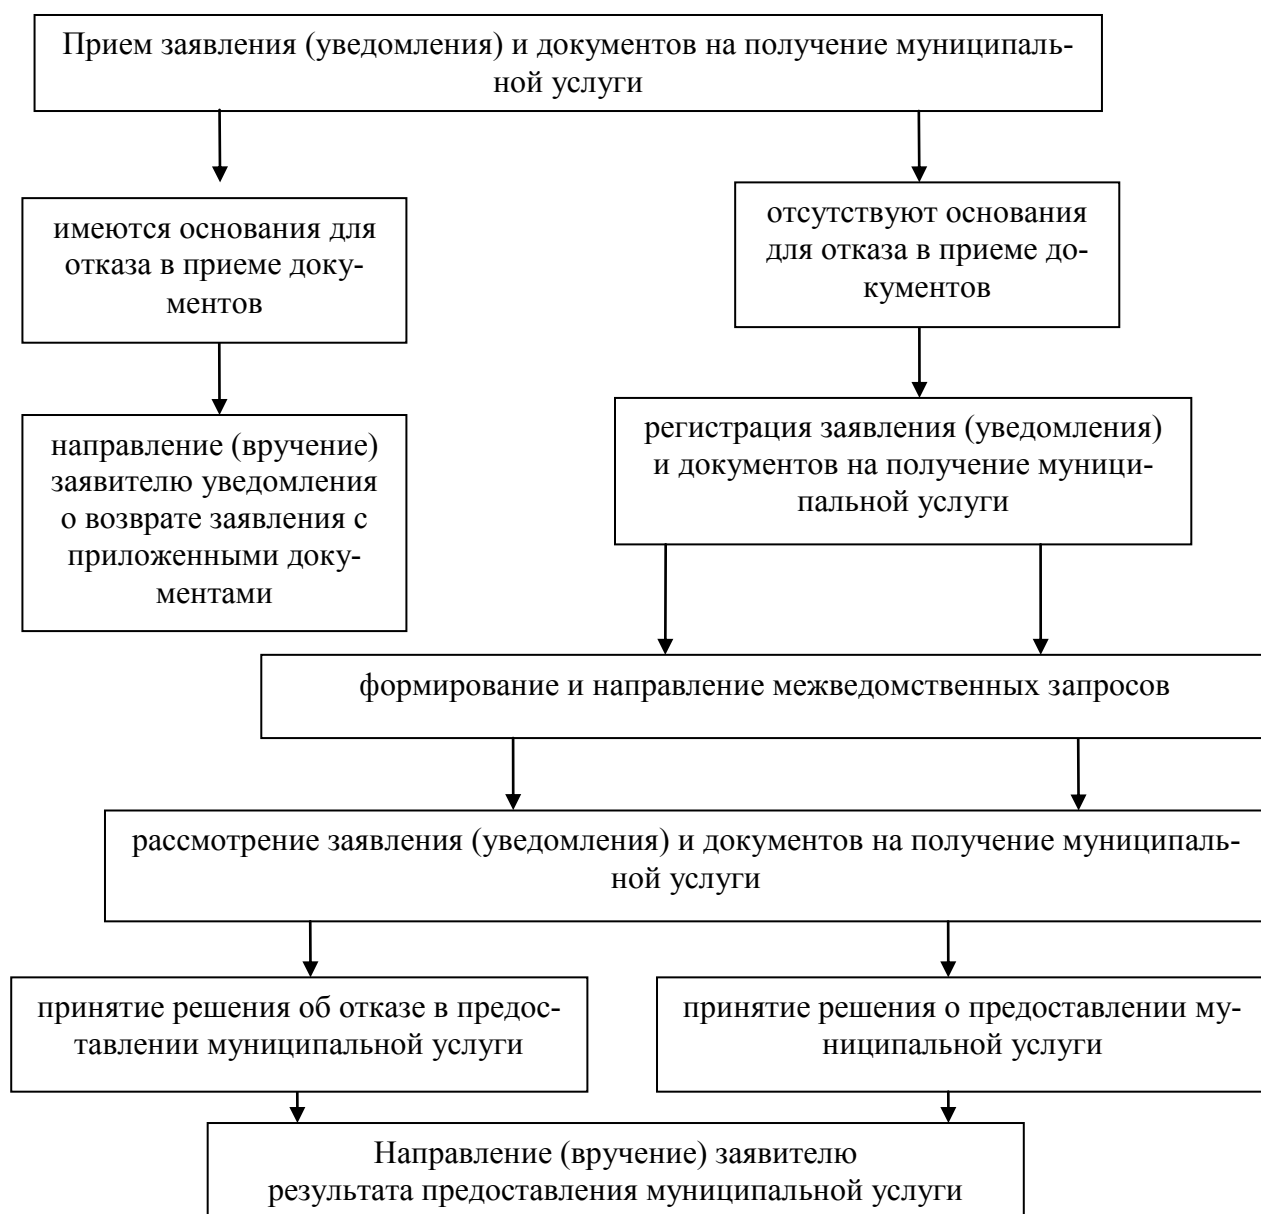 Прием заявления (уведомления) и документов на получение муниципаль-
ной услуги
имеются основания для
отказа в приеме доку-
ментов
отсутствуют основания
для отказа в приеме до-
кументов
направление (вручение)
заявителю уведомления
о возврате заявления с
приложенными доку-
ментами
регистрация заявления (уведомления)
и документов на получение муници-
пальной услуги
формирование и направление межведомственных запросов
рассмотрение заявления (уведомления) и документов на получение муниципаль-
ной услуги
принятие решения об отказе в предос-
тавлении муниципальной услуги
принятие решения о предоставлении му-
ниципальной услуги
Направление (вручение) заявителю
результата предоставления муниципальной услуги